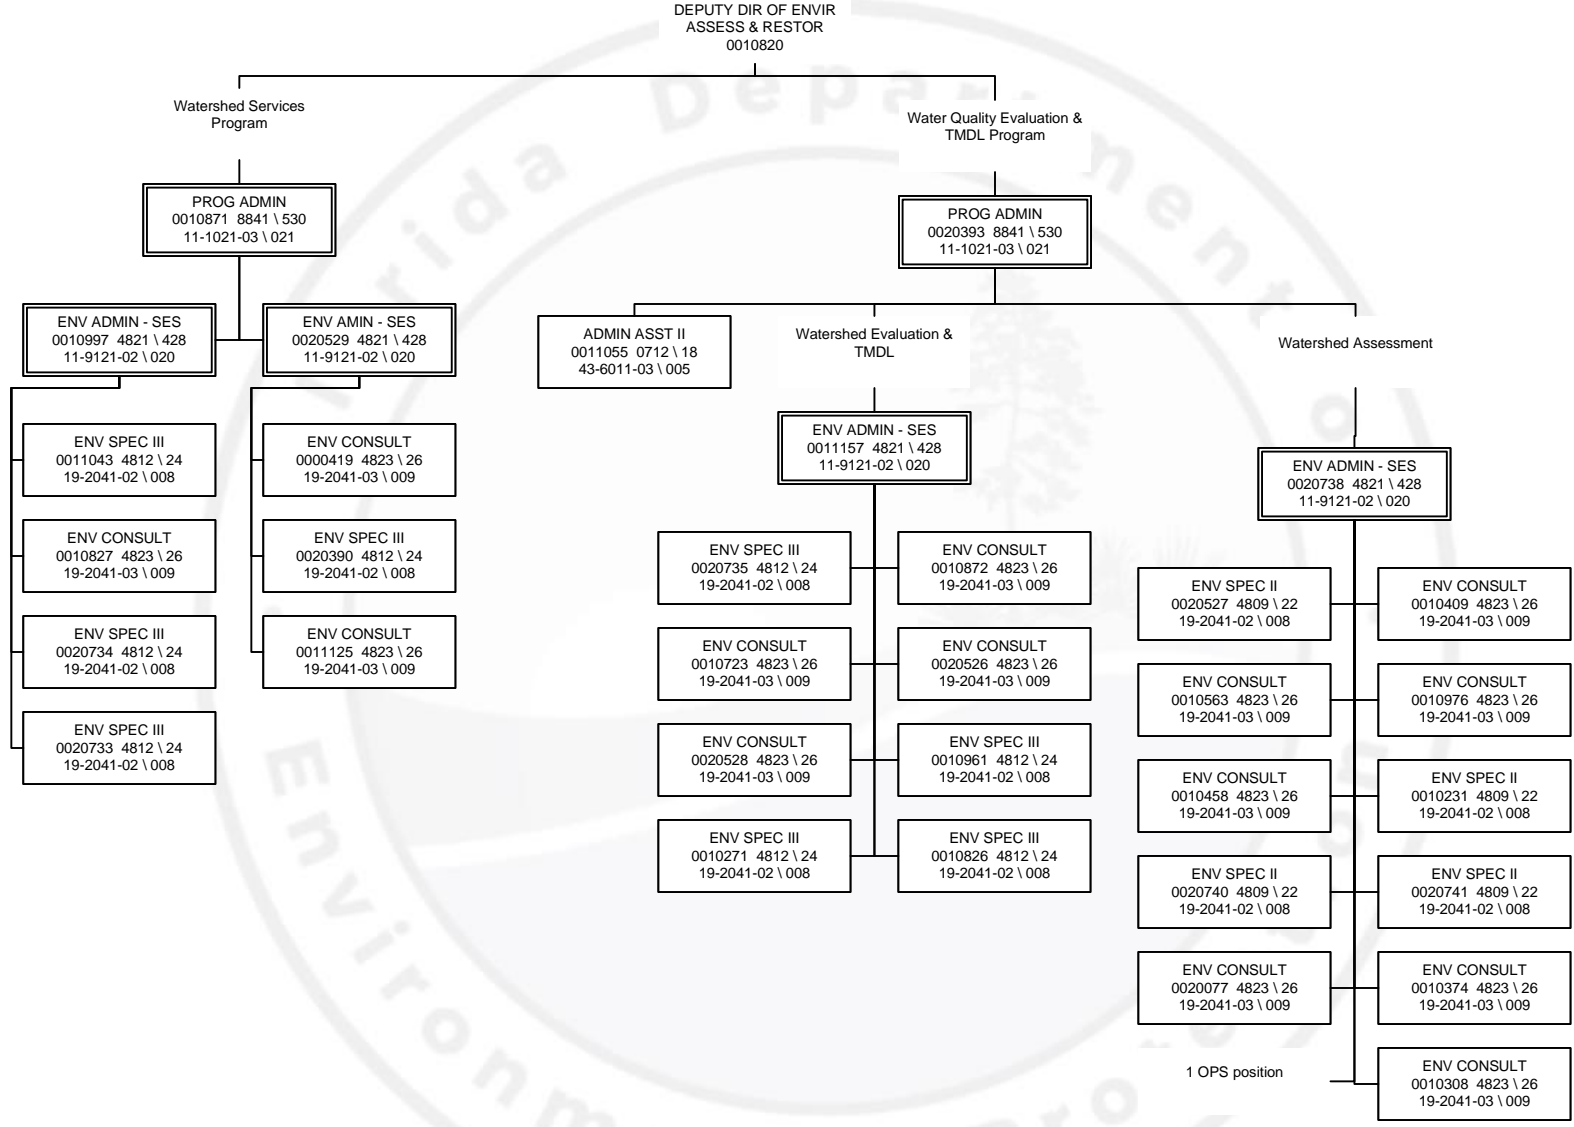 DEPUTY DIR OF ENVIR
ASSESS & RESTOR
0010820
Watershed Services
Program
PROG ADMIN
0010871 8841 \ 530
11-1021-03 \ 021
ENV ADMIN - SES
0010997 4821 \ 428
11-9121-02 \ 020
ENV AMIN - SES
0020529 4821 \ 428
11-9121-02 \ 020
ENV SPEC III
0011043 4812 \ 24
19-2041-02 \ 008
ENV CONSULT
0010827 4823 \ 26
19-2041-03 \ 009
ENV SPEC III
0020734 4812 \ 24
19-2041-02 \ 008
ENV SPEC III
0020733 4812 \ 24
19-2041-02 \ 008
ENV CONSULT
0000419 4823 \ 26
19-2041-03 \ 009
ENV SPEC III
0020390 4812 \ 24
19-2041-02 \ 008
ENV CONSULT
0011125 4823 \ 26
19-2041-03 \ 009
Water Quality Evaluation &
TMDL Program
PROG ADMIN
0020393 8841 \ 530
11-1021-03 \ 021
ADMIN ASST II
0011055 0712 \ 18
43-6011-03 \ 005
Watershed Evaluation &
TMDL
ENV ADMIN - SES
0011157 4821 \ 428
11-9121-02 \ 020
ENV SPEC III
0020735 4812 \ 24
19-2041-02 \ 008
ENV CONSULT
0010872 4823 \ 26
19-2041-03 \ 009
ENV CONSULT
0010723 4823 \ 26
19-2041-03 \ 009
ENV CONSULT
0020526 4823 \ 26
19-2041-03 \ 009
ENV CONSULT
0020528 4823 \ 26
19-2041-03 \ 009
ENV SPEC III
0010961 4812 \ 24
19-2041-02 \ 008
ENV SPEC III
0010271 4812 \ 24
19-2041-02 \ 008
ENV SPEC III
0010826 4812 \ 24
19-2041-02 \ 008
Watershed Assessment
ENV ADMIN - SES
0020738 4821 \ 428
11-9121-02 \ 020
ENV SPEC II
0020527 4809 \ 22
19-2041-02 \ 008
ENV CONSULT
0010409 4823 \ 26
19-2041-03 \ 009
ENV CONSULT
0010563 4823 \ 26
19-2041-03 \ 009
ENV CONSULT
0010976 4823 \ 26
19-2041-03 \ 009
ENV CONSULT
0010458 4823 \ 26
19-2041-03 \ 009
ENV SPEC II
0010231 4809 \ 22
19-2041-02 \ 008
ENV SPEC II
0020740 4809 \ 22
19-2041-02 \ 008
ENV SPEC II
0020741 4809 \ 22
19-2041-02 \ 008
ENV CONSULT
0020077 4823 \ 26
19-2041-03 \ 009
ENV CONSULT
0010374 4823 \ 26
19-2041-03 \ 009
1 OPS position
ENV CONSULT
0010308 4823 \ 26
19-2041-03 \ 009